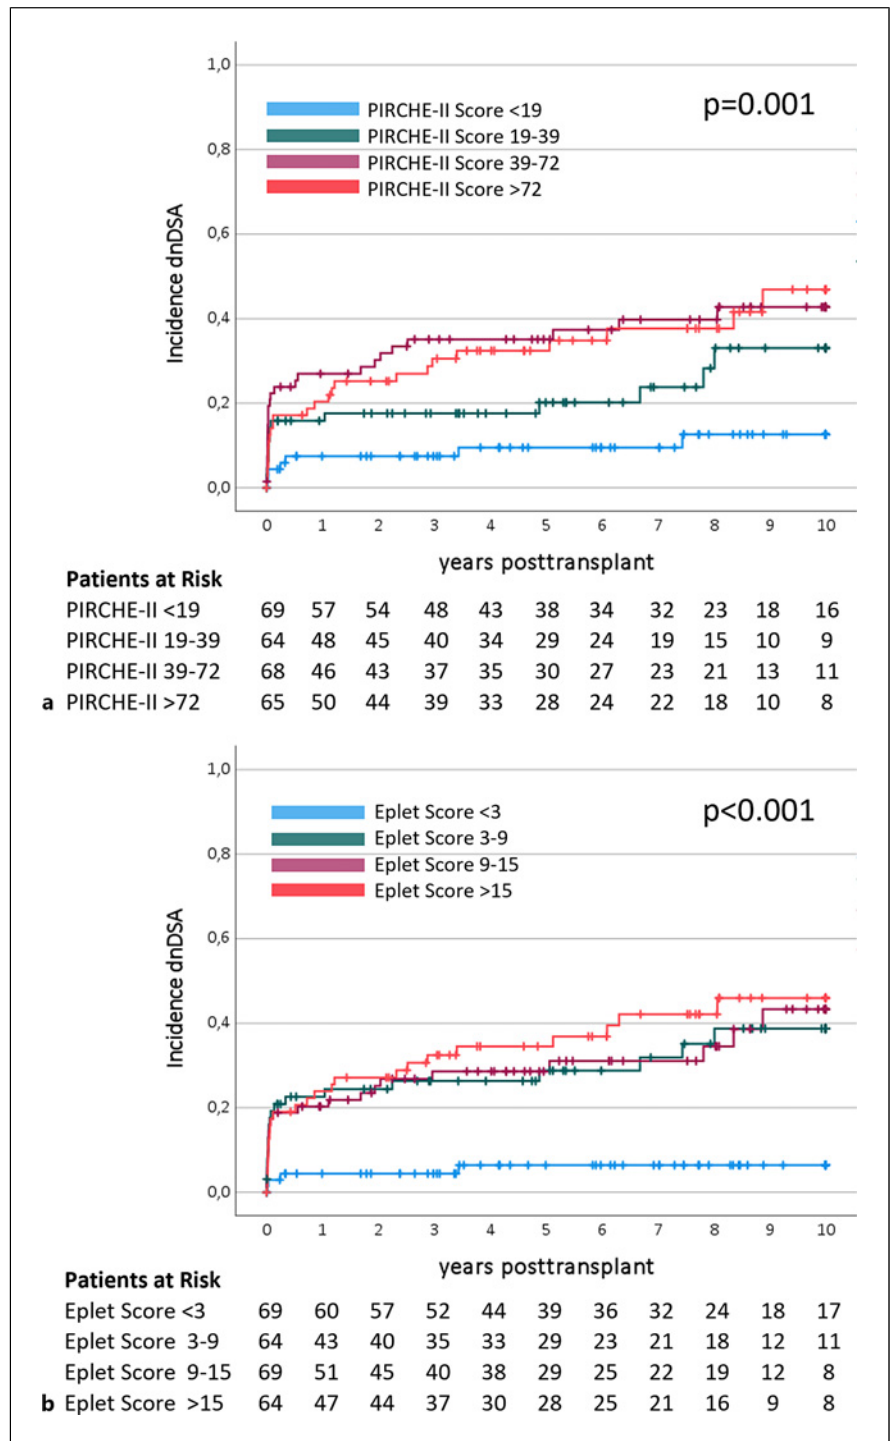 1,0
p=0.001
PIRCHE-II Score <19
PIRCHE-II Score 19-39
PIRCHE-II Score 39-72
PIRCHE-II Score >72
0,8
0,6
0,4
0,2
0,0
Incidence dnDSA
0 1 2 3 4 5 6 7 8 9 10
years posttransplant
Patients at Risk
PIRCHE-II <19 69 57 54 48 43 38 34 32 23 18 16
PIRCHE-II 19-39 64 48 45 40 34 29 24 19 15 10 9
PIRCHE-II 39-72 68 46 43 37 35 30 27 23 21 13 11
a PIRCHE-II >72 65 50 44 39 33 28 24 22 18 10 8
1,0
p<0.001
Eplet Score <3
Eplet Score 3-9
Eplet Score 9-15
Eplet Score >15
0,8
0,6
0,4
0,2
0,0
Incidence dnDSA
0 1 2 3 4 5 6 7 8 9 10
years posttransplant
Patients at Risk
Eplet Score <3 69 60 57 52 44 39 36 32 24 18 17
Eplet Score 3-9 64 43 40 35 33 29 23 21 18 12 11
Eplet Score 9-15 69 51 45 40 38 29 25 22 19 12 8
b Eplet Score >15 64 47 44 37 30 28 25 21 16 9 8